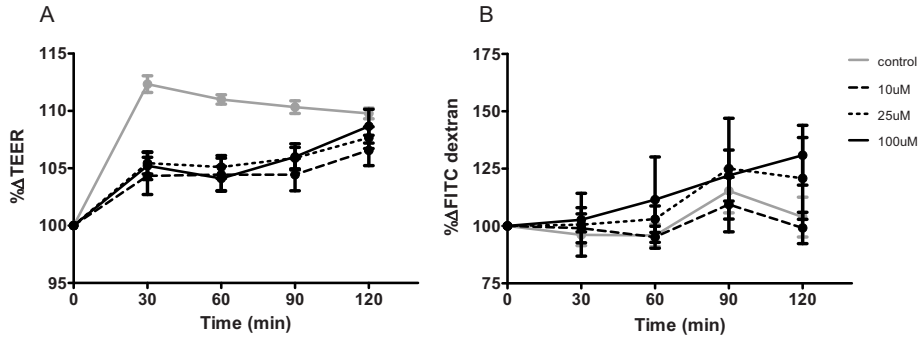 A
%ΔTEER
115
110
105
100
95
0 30 60 90 120
Time (min)
B
%ΔFITC dextran
175
150
125
100
75
0 30 60 90 120
Time (min)
control
10uM
25uM
100uM